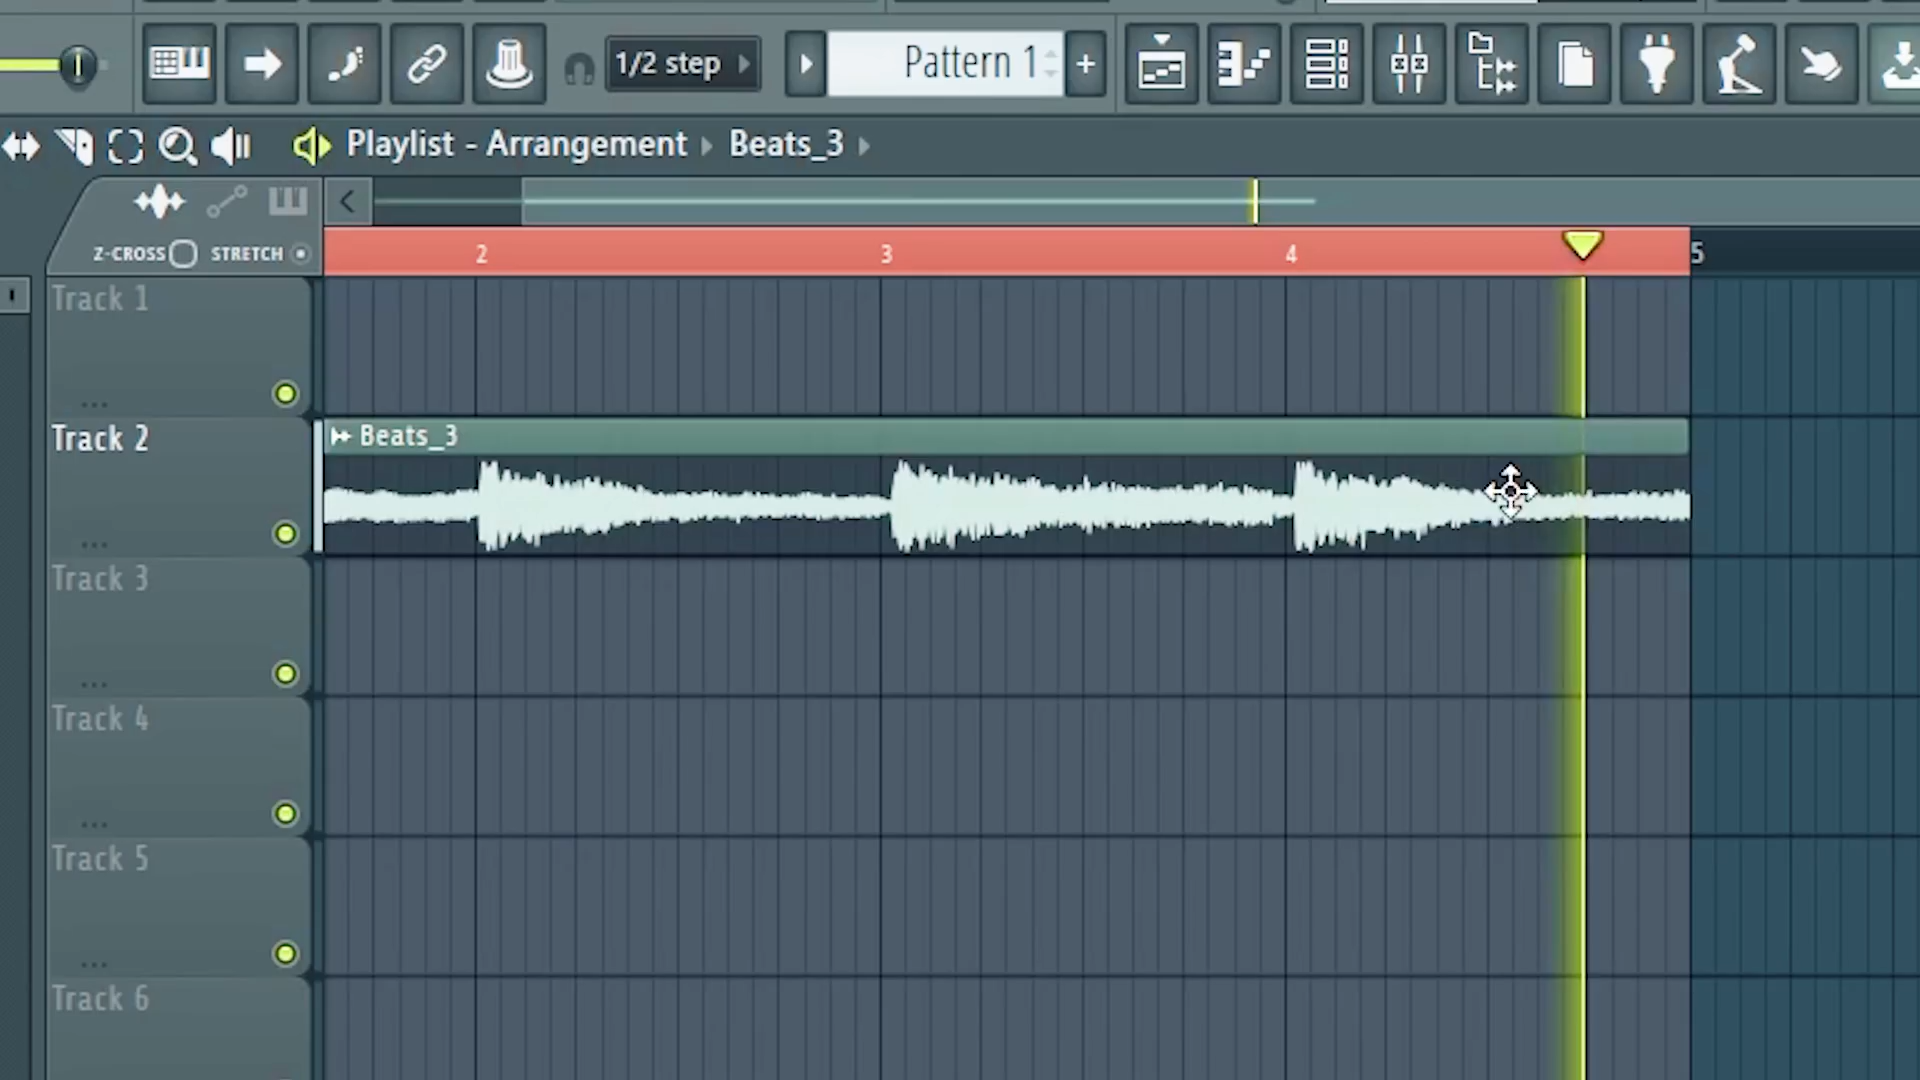 1/2 step
Pattern 1
+
Playlist - Arrangement
Beats_3
Z-CROSS
STRETCH
2
3
4
5
Track 1
...
Track 2
Beats_3
...
Track 3
...
Track 4
...
Track 5
...
Track 6